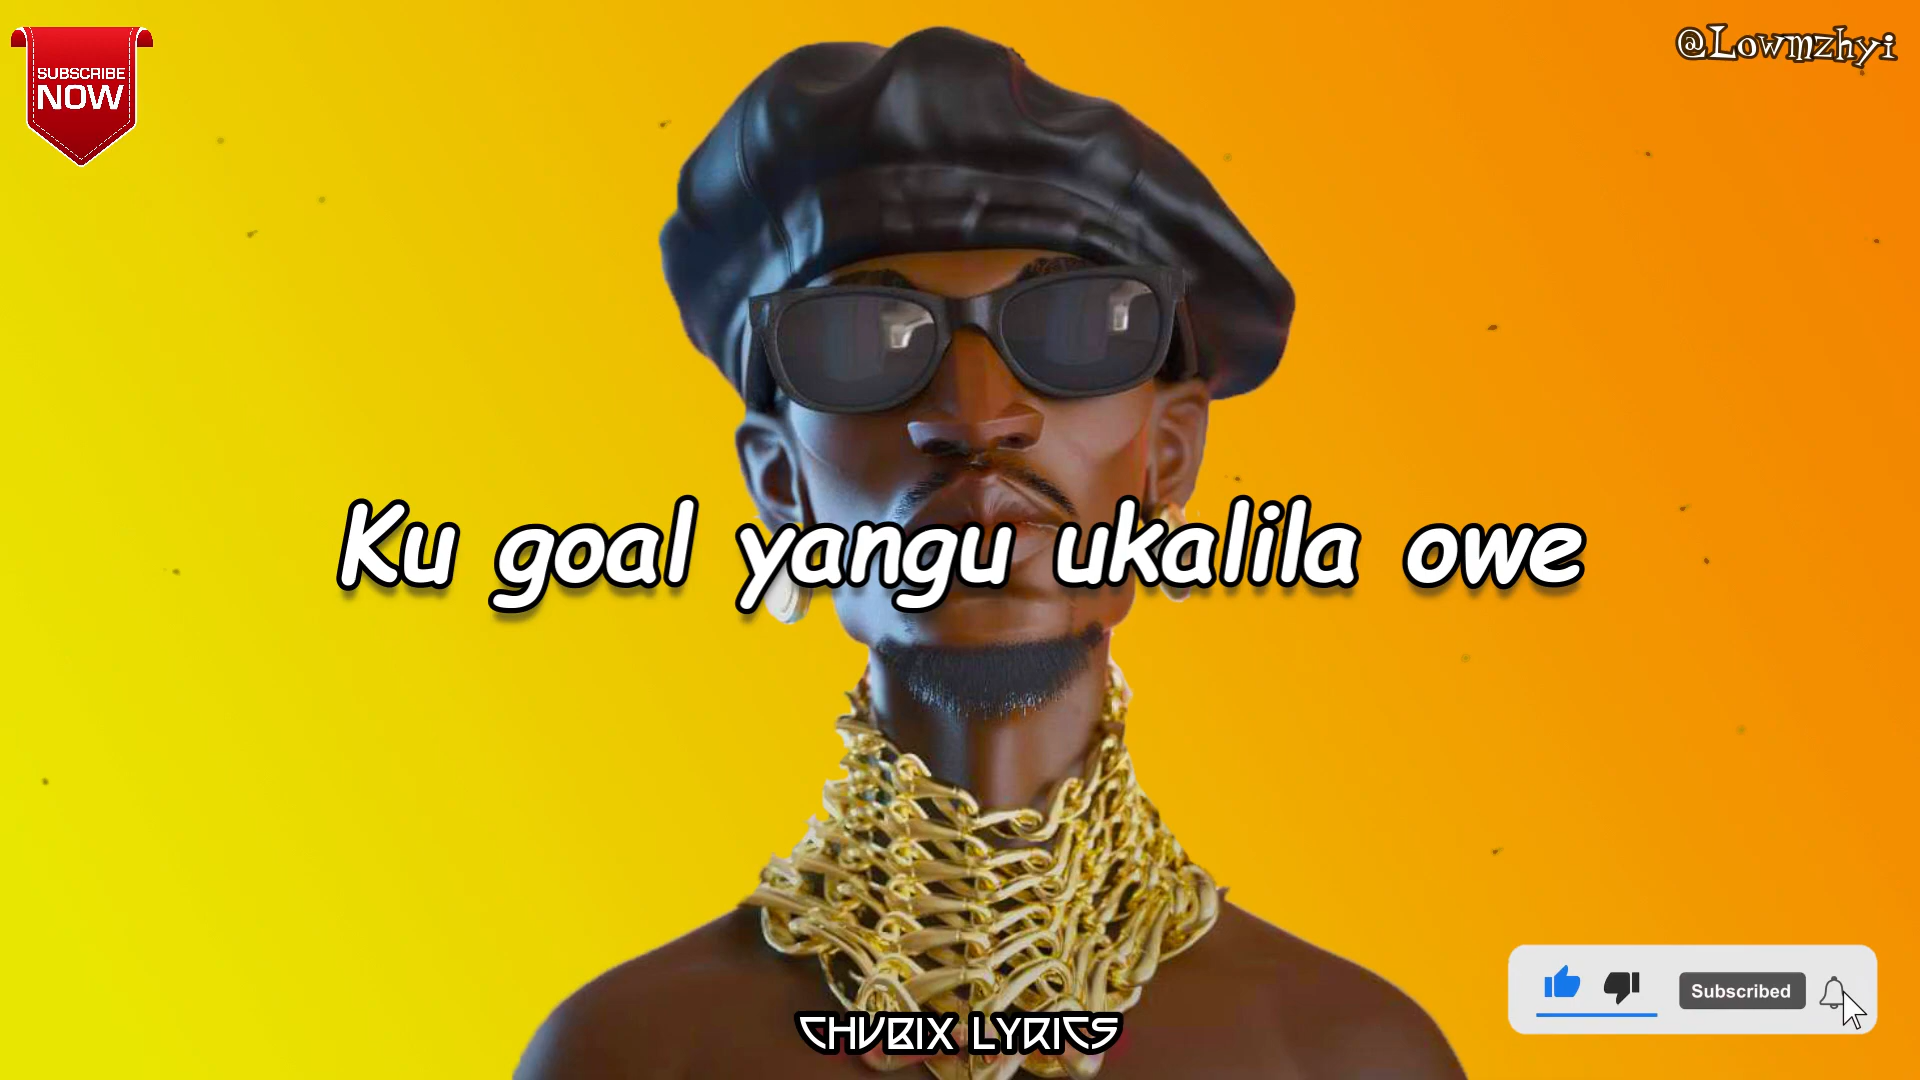 SUBSCRIBE
NOW
@Lowmzhyi
Ku goal yangu ukalila owe
Subscribed
CHVBIX LYRICS